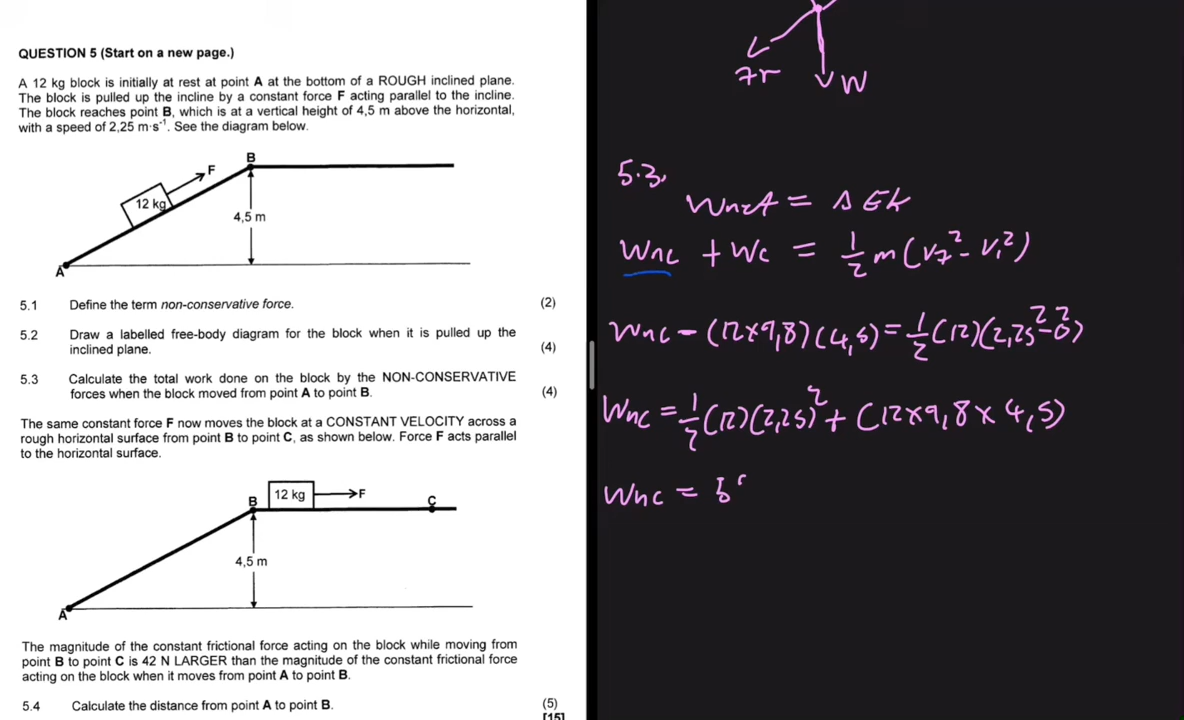 QUESTION 5 (Start on a new page.)
A 12 kg block is initially at rest at point A at the bottom of a ROUGH inclined plane.
The block is pulled up the incline by a constant force F acting parallel to the incline.
The block reaches point B, which is at a vertical height of 4,5 m above the horizontal,
with a speed of 2,25 m·s⁻¹. See the diagram below.
B
F
12 kg
4,5 m
A
5.1 Define the term non-conservative force. (2)
5.2 Draw a labelled free-body diagram for the block when it is pulled up the
inclined plane. (4)
5.3 Calculate the total work done on the block by the NON-CONSERVATIVE
forces when the block moved from point A to point B. (4)
The same constant force F now moves the block at a CONSTANT VELOCITY across a
rough horizontal surface from point B to point C, as shown below. Force F acts parallel
to the horizontal surface.
B 12 kg F C
4,5 m
A
The magnitude of the constant frictional force acting on the block while moving from
point B to point C is 42 N LARGER than the magnitude of the constant frictional force
acting on the block when it moves from point A to point B.
5.4 Calculate the distance from point A to point B. (5)
[15]
Fr
W
5.3.
Wnet = Δ Ek
Wnc + Wc = 1/2 m (vf² - vi²)
Wnc - (12×9,8)(4,5) = 1/2 (12)(2,25² - 0²)
Wnc = 1/2 (12)(2,25)² + (12×9,8×4,5)
Wnc = 5